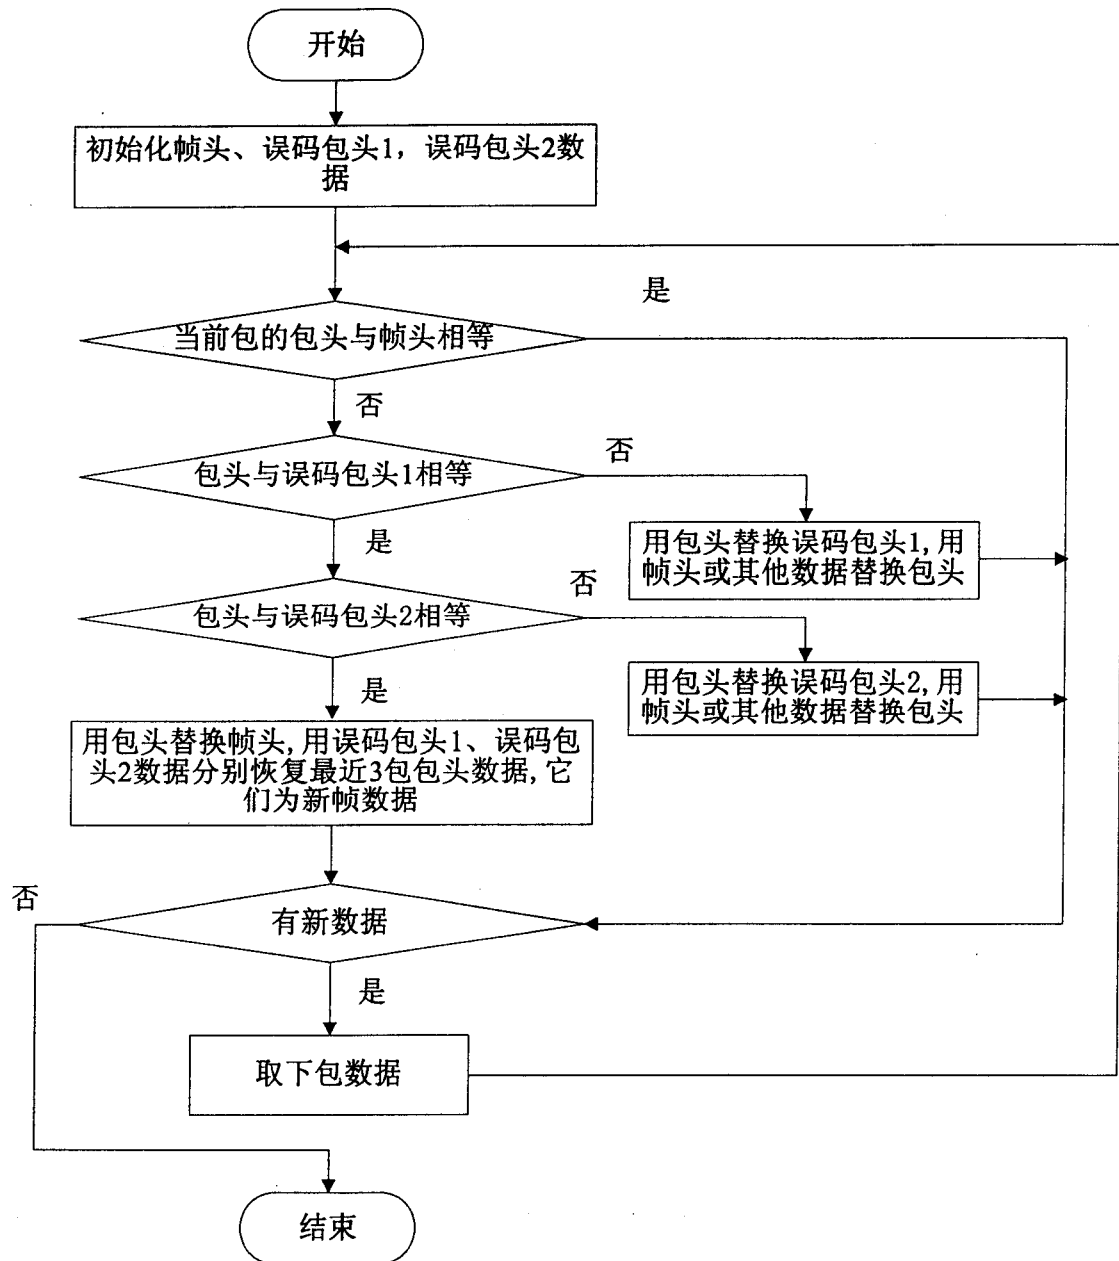 开始
初始化帧头、误码包头1，误码包头2数
据
是
当前包的包头与帧头相等
否
否
包头与误码包头1相等
是
用包头替换误码包头1,用
帧头或其他数据替换包头
否
包头与误码包头2相等
是
用包头替换误码包头2,用
帧头或其他数据替换包头
用包头替换帧头,用误码包头1、误码包
头2数据分别恢复最近3包包头数据,它
们为新帧数据
否
有新数据
是
取下包数据
结束